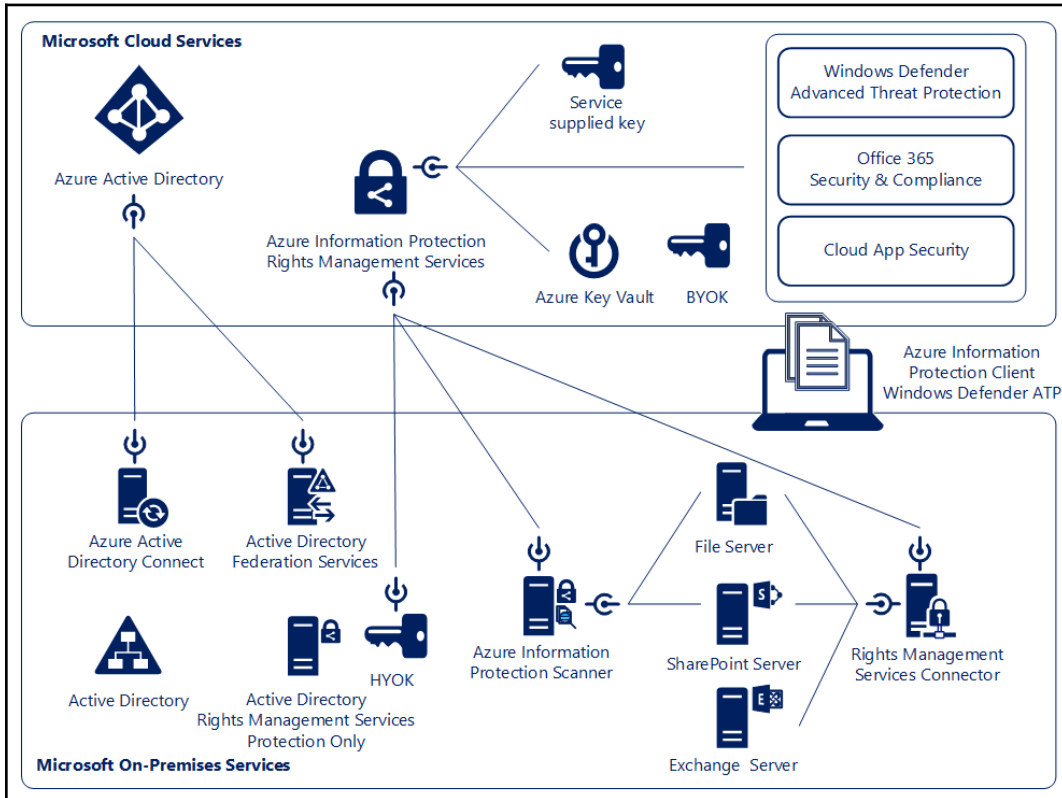 Microsoft Cloud Services
Azure Active Directory
Azure Information Protection
Rights Management Services
Service
supplied key
Azure Key Vault
BYOK
Windows Defender
Advanced Threat Protection
Office 365
Security & Compliance
Cloud App Security
Azure Information
Protection Client
Windows Defender ATP
Azure Active
Directory Connect
Active Directory
Federation Services
Active Directory
Active Directory
Rights Management Services
Protection Only
HYOK
Azure Information
Protection Scanner
File Server
S
SharePoint Server
E
Exchange Server
Rights Management
Services Connector
Microsoft On-Premises Services